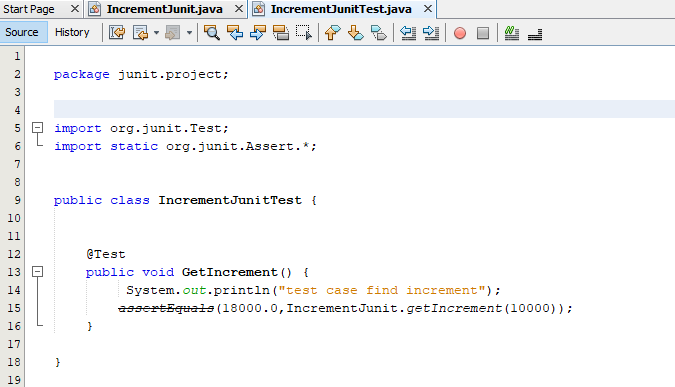 Start Page IncrementJunit.java IncrementJunitTest.java
Source History
1
2 package junit.project;
3
4
5 import org.junit.Test;
6 import static org.junit.Assert.*;
7
8
9 public class IncrementJunitTest {
10
11
12 @Test
13 public void GetIncrement() {
14 System.out.println("test case find increment");
15 assertEquals(18000.0,IncrementJunit.getIncrement(10000));
16 }
17
18 }
19